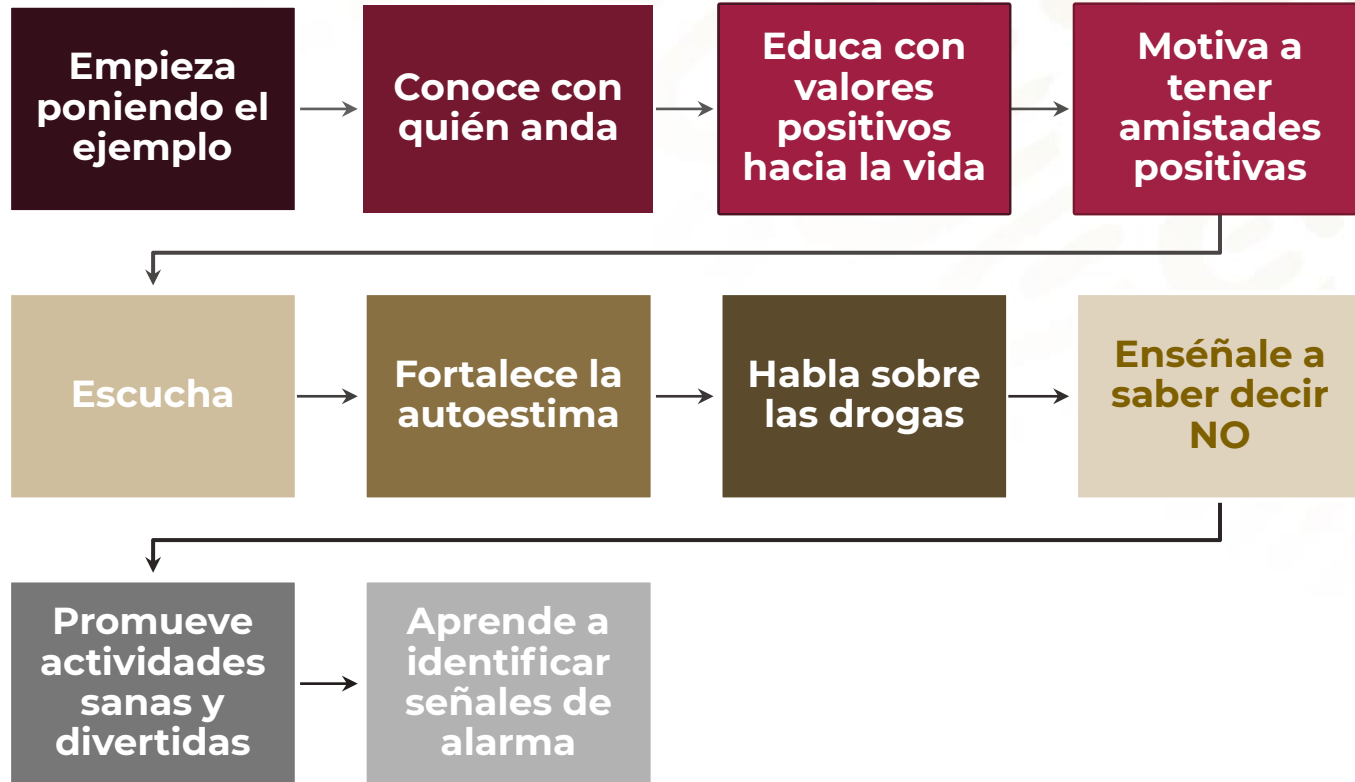 Empieza
poniendo el
ejemplo
Conoce con
quién anda
Educa con
valores
positivos
hacia la vida
Motiva a
tener
amistades
positivas
Escucha
Fortalece la
autoestima
Habla sobre
las drogas
Enséñale a
saber decir
NO
Promueve
actividades
sanas y
divertidas
Aprende a
identificar
señales de
alarma